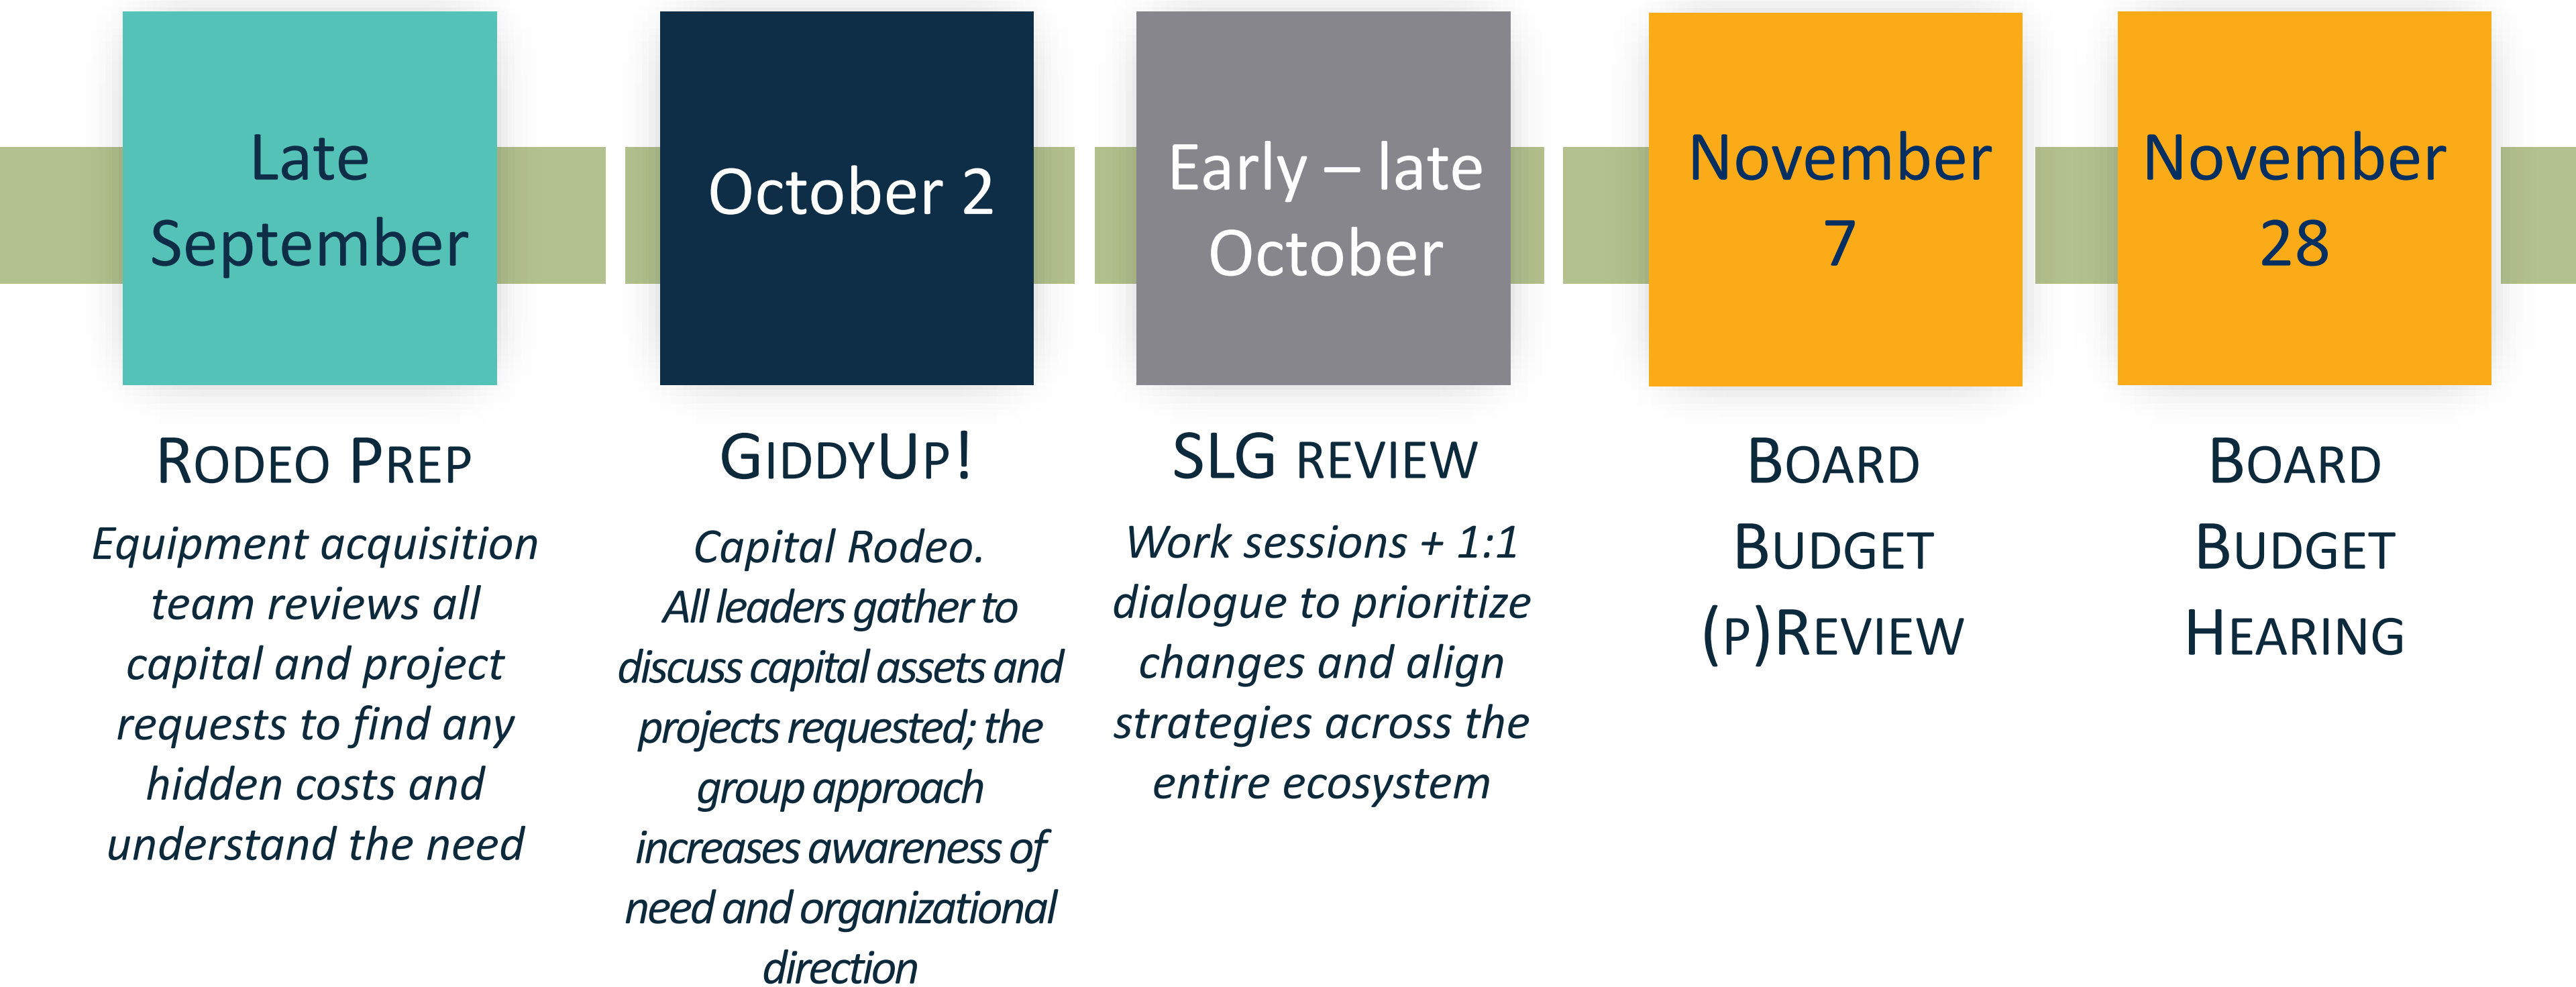 Late
September
October 2
Early – late
October
November
7
November
28
Rodeo Prep
Equipment acquisition
team reviews all
capital and project
requests to find any
hidden costs and
understand the need
GiddyUp!
Capital Rodeo.
All leaders gather to
discuss capital assets and
projects requested; the
group approach
increases awareness of
need and organizational
direction
SLG review
Work sessions + 1:1
dialogue to prioritize
changes and align
strategies across the
entire ecosystem
Board
Budget
(p)Review
Board
Budget
Hearing